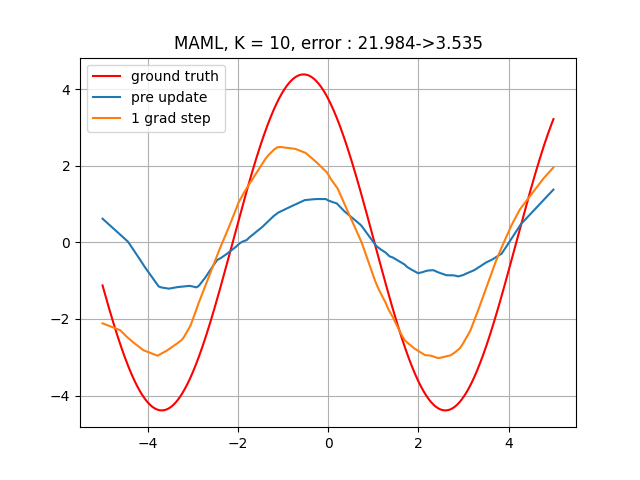 MAML, K = 10, error : 21.984->3.535
ground truth
pre update
1 grad step
4
2
0
−2
−4
−4
−2
0
2
4